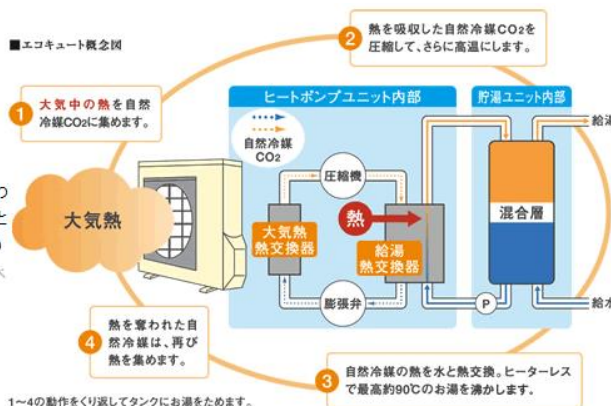 ■エコキュート概念図
2
熱を吸収した自然冷媒CO2を
圧縮して、さらに高温にします。
1
大気中の熱を自然
冷媒CO2に集めます。
ヒートポンプユニット内部
貯湯ユニット内部
自然冷媒
CO2
圧縮機
給湯
大気熱
大気熱
熱交換器
熱
給湯
熱交換器
混合層
膨張弁
P
給水
4
熱を奪われた自
然冷媒は、再び
熱を集めます。
3
自然冷媒の熱を水と熱交換。ヒーターレス
で最高約90℃のお湯を沸かします。
1〜4の動作をくり返してタンクにお湯をためます。